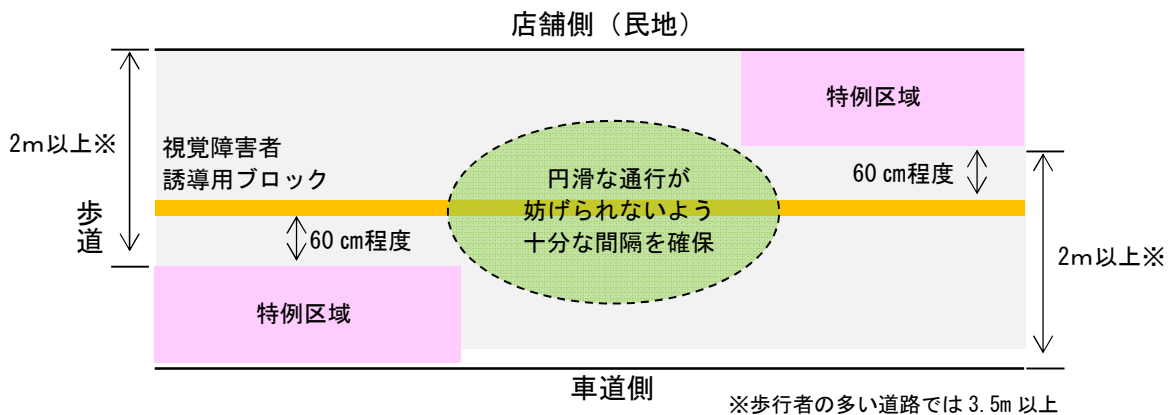 店舗側（民地）
特例区域
2ｍ以上※
視覚障害者
誘導用ブロック
円滑な通行が
妨げられないよう
十分な間隔を確保
60 ㎝程度
歩道
60 ㎝程度
2ｍ以上※
特例区域
車道側
※歩行者の多い道路では 3.5m 以上